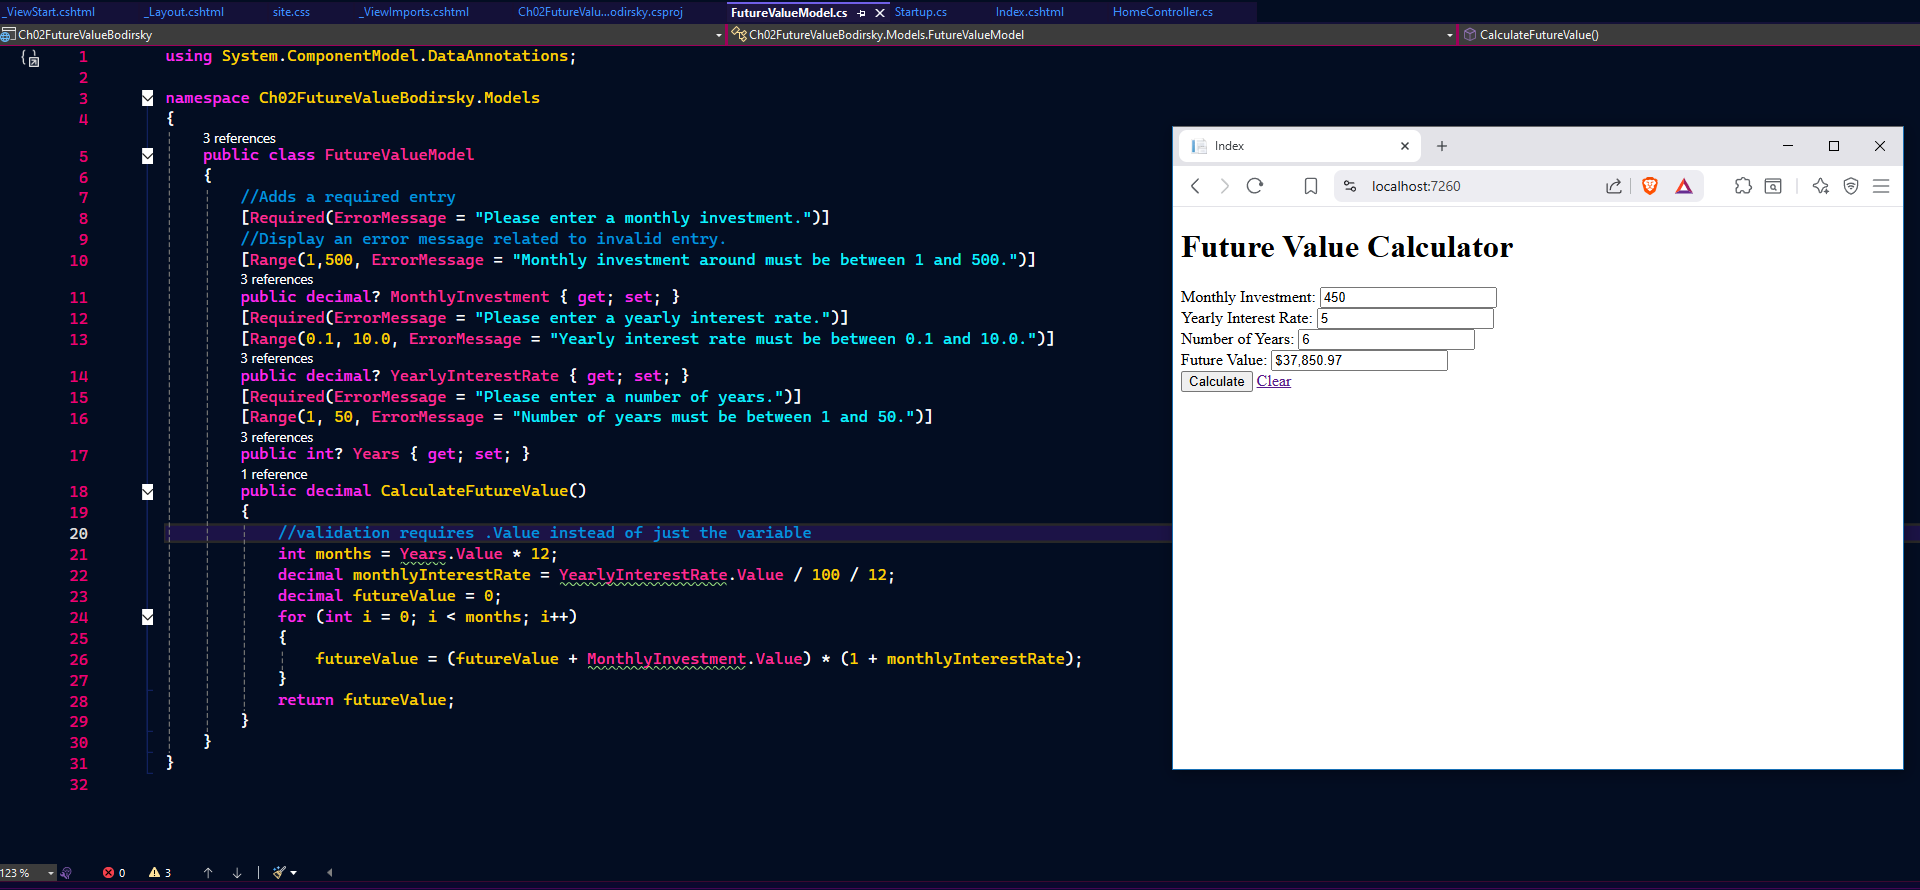 _ViewStart.cshtml _Layout.cshtml site.css _ViewImports.cshtml Ch02FutureValu...odirsky.csproj FutureValueModel.cs Startup.cs Index.cshtml HomeController.cs
Ch02FutureValueBodirsky Ch02FutureValueBodirsky.Models.FutureValueModel CalculateFutureValue()
1 using System.ComponentModel.DataAnnotations;
2
3 namespace Ch02FutureValueBodirsky.Models
4 {
3 references
5 public class FutureValueModel
6 {
7 //Adds a required entry
8 [Required(ErrorMessage = "Please enter a monthly investment.")]
9 //Display an error message related to invalid entry.
10 [Range(1,500, ErrorMessage = "Monthly investment around must be between 1 and 500.")]
3 references
11 public decimal? MonthlyInvestment { get; set; }
12 [Required(ErrorMessage = "Please enter a yearly interest rate.")]
13 [Range(0.1, 10.0, ErrorMessage = "Yearly interest rate must be between 0.1 and 10.0.")]
3 references
14 public decimal? YearlyInterestRate { get; set; }
15 [Required(ErrorMessage = "Please enter a number of years.")]
16 [Range(1, 50, ErrorMessage = "Number of years must be between 1 and 50.")]
3 references
17 public int? Years { get; set; }
1 reference
18 public decimal CalculateFutureValue()
19 {
20 //validation requires .Value instead of just the variable
21 int months = Years.Value * 12;
22 decimal monthlyInterestRate = YearlyInterestRate.Value / 100 / 12;
23 decimal futureValue = 0;
24 for (int i = 0; i < months; i++)
25 {
26 futureValue = (futureValue + MonthlyInvestment.Value) * (1 + monthlyInterestRate);
27 }
28 return futureValue;
29 }
30 }
31 }
32
123 % 0 3
Index
localhost:7260
Future Value Calculator
Monthly Investment: 450
Yearly Interest Rate: 5
Number of Years: 6
Future Value: $37,850.97
Calculate Clear